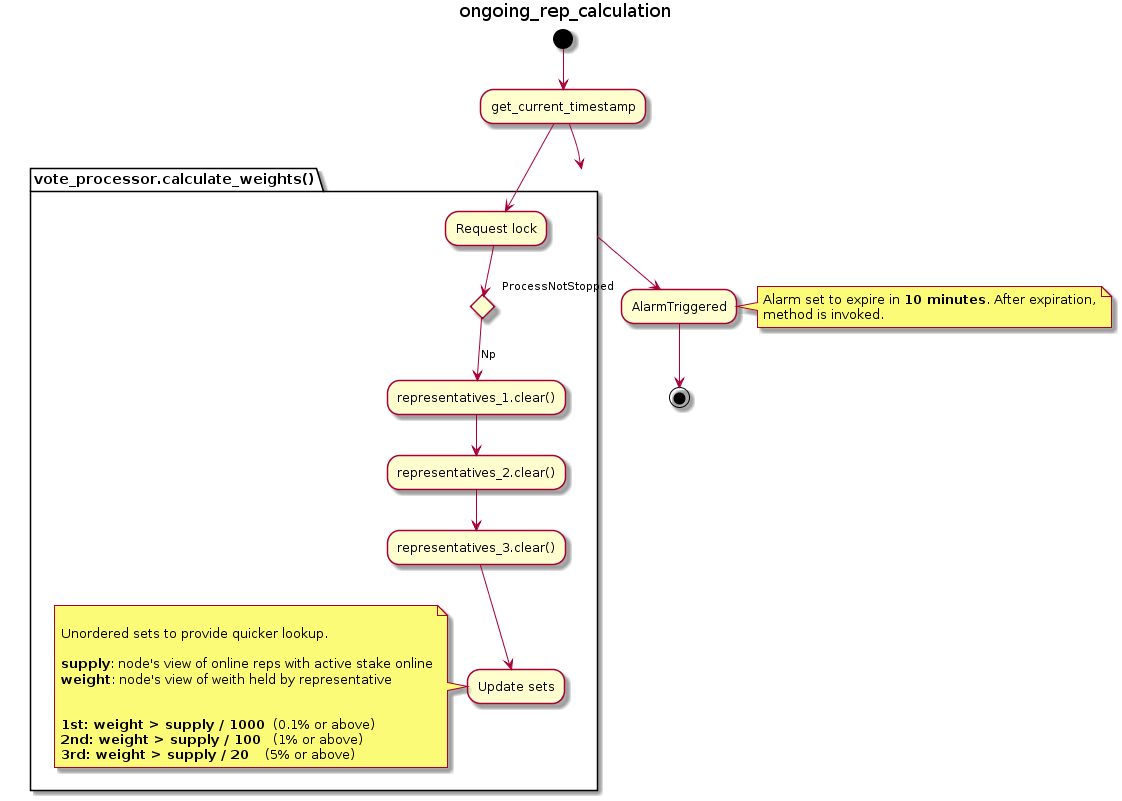 ongoing_rep_calculation
get_current_timestamp
vote_processor.calculate_weights()
Request lock
ProcessNotStopped
AlarmTriggered
Alarm set to expire in 10 minutes. After expiration,
method is invoked.
Np
representatives_1.clear()
representatives_2.clear()
representatives_3.clear()
Unordered sets to provide quicker lookup.
supply: node's view of online reps with active stake online
weight: node's view of weith held by representative
Update sets
1st: weight > supply / 1000 (0.1% or above)
2nd: weight > supply / 100 (1% or above)
3rd: weight > supply / 20 (5% or above)